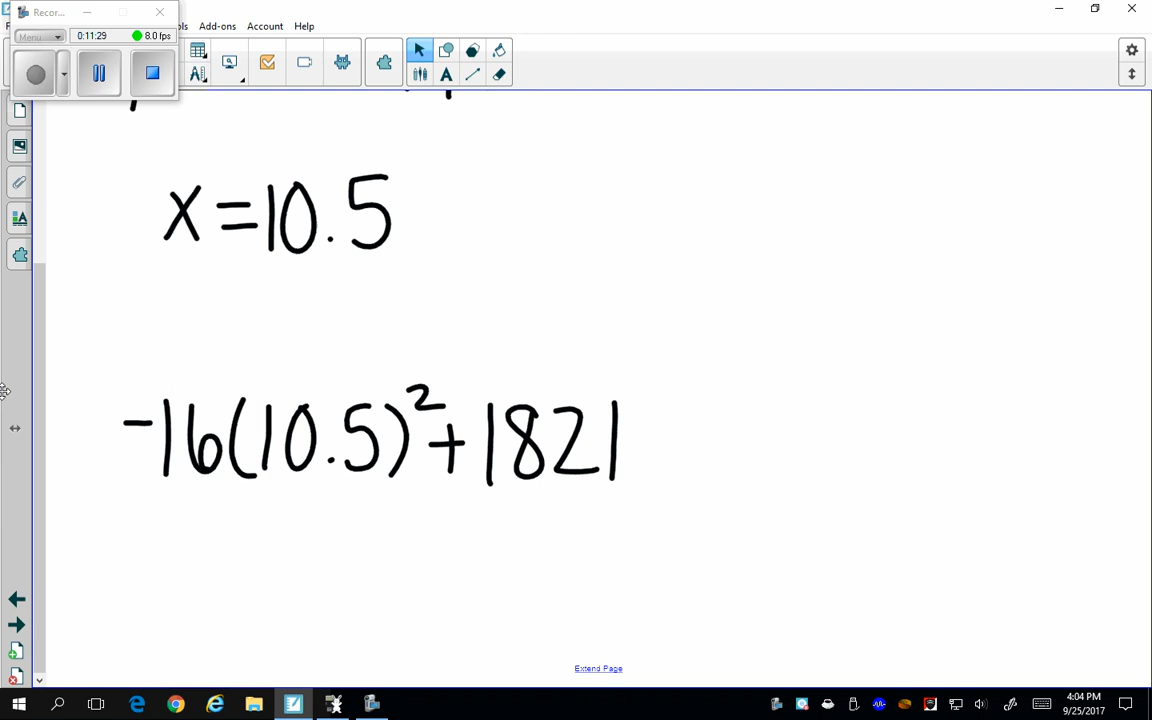 Recor...
Menu
0:11:29
8.0 fps
Add-ons Account Help
x=10.5
-16(10.5)²+1821
Extend Page
4:04 PM
9/25/2017